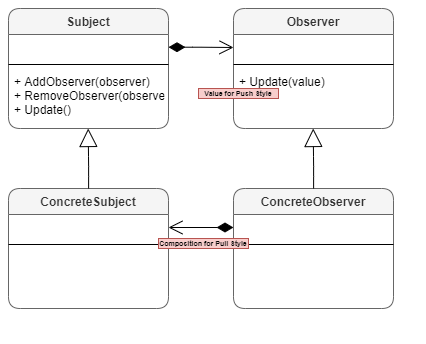 Subject
Observer
+ AddObserver(observer)
+ RemoveObserver(observe
+ Update()
+ Update(value)
Value for Push Style
ConcreteSubject
ConcreteObserver
Composition for Pull Style